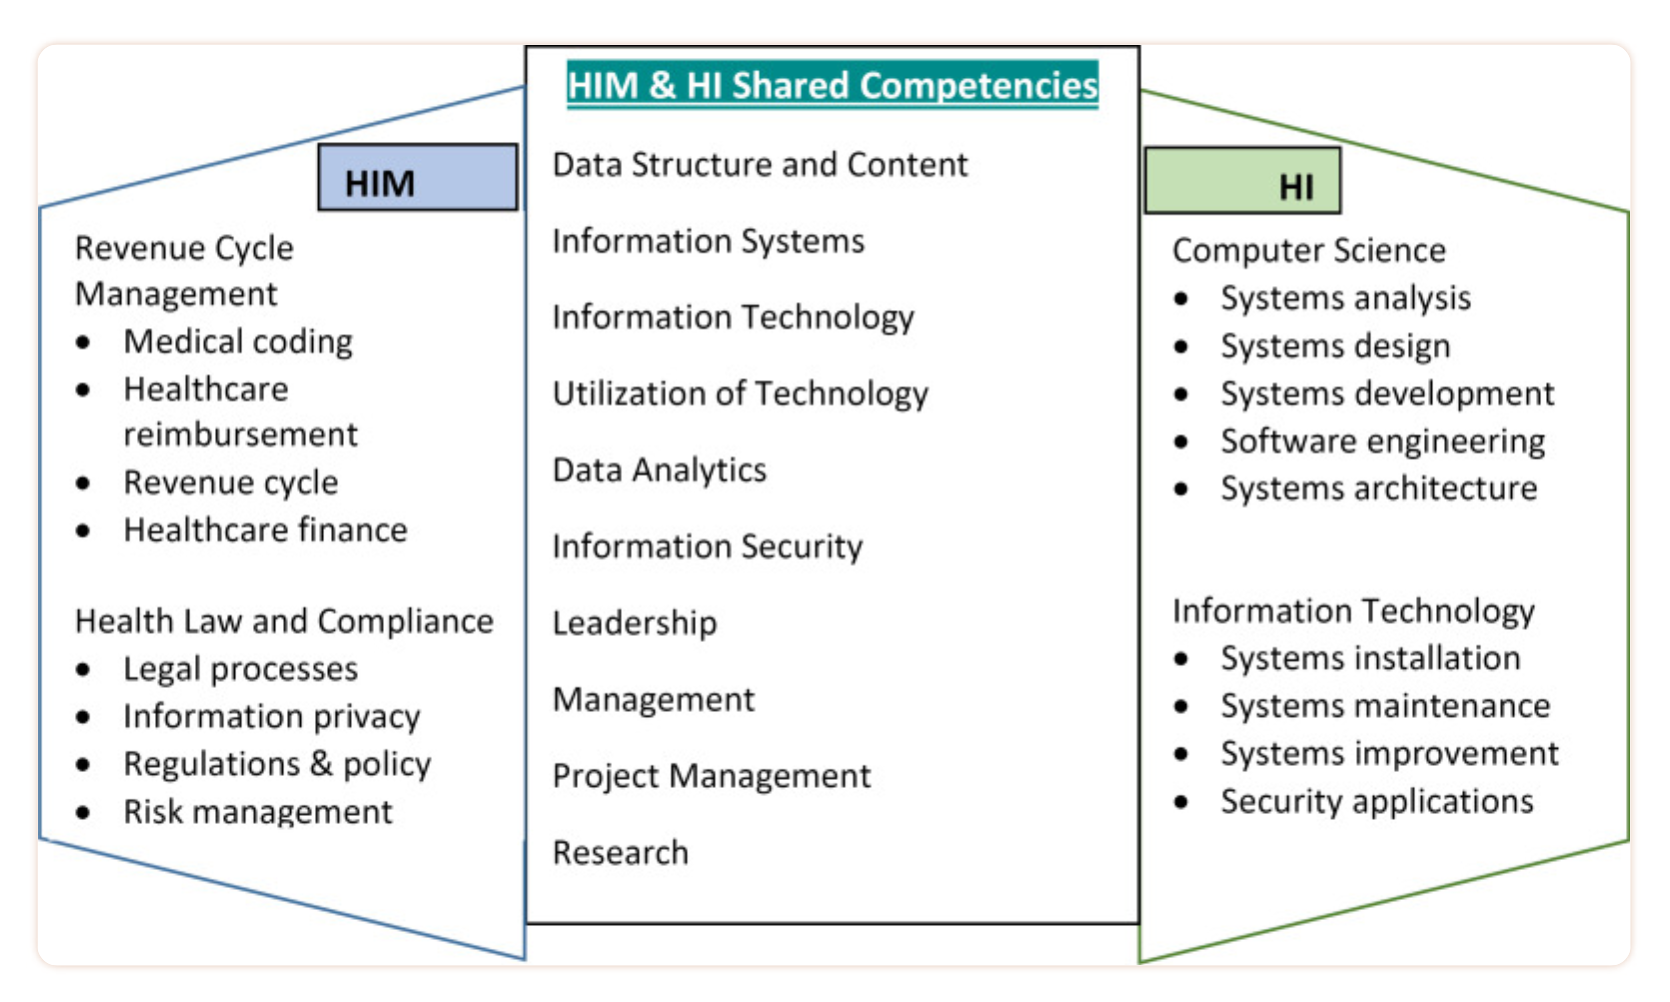 HIM & HI Shared Competencies
HIM
Revenue Cycle
Management
• Medical coding
• Healthcare
reimbursement
• Revenue cycle
• Healthcare finance
Health Law and Compliance
• Legal processes
• Information privacy
• Regulations & policy
• Risk management
Data Structure and Content
Information Systems
Information Technology
Utilization of Technology
Data Analytics
Information Security
Leadership
Management
Project Management
Research
HI
Computer Science
• Systems analysis
• Systems design
• Systems development
• Software engineering
• Systems architecture
Information Technology
• Systems installation
• Systems maintenance
• Systems improvement
• Security applications